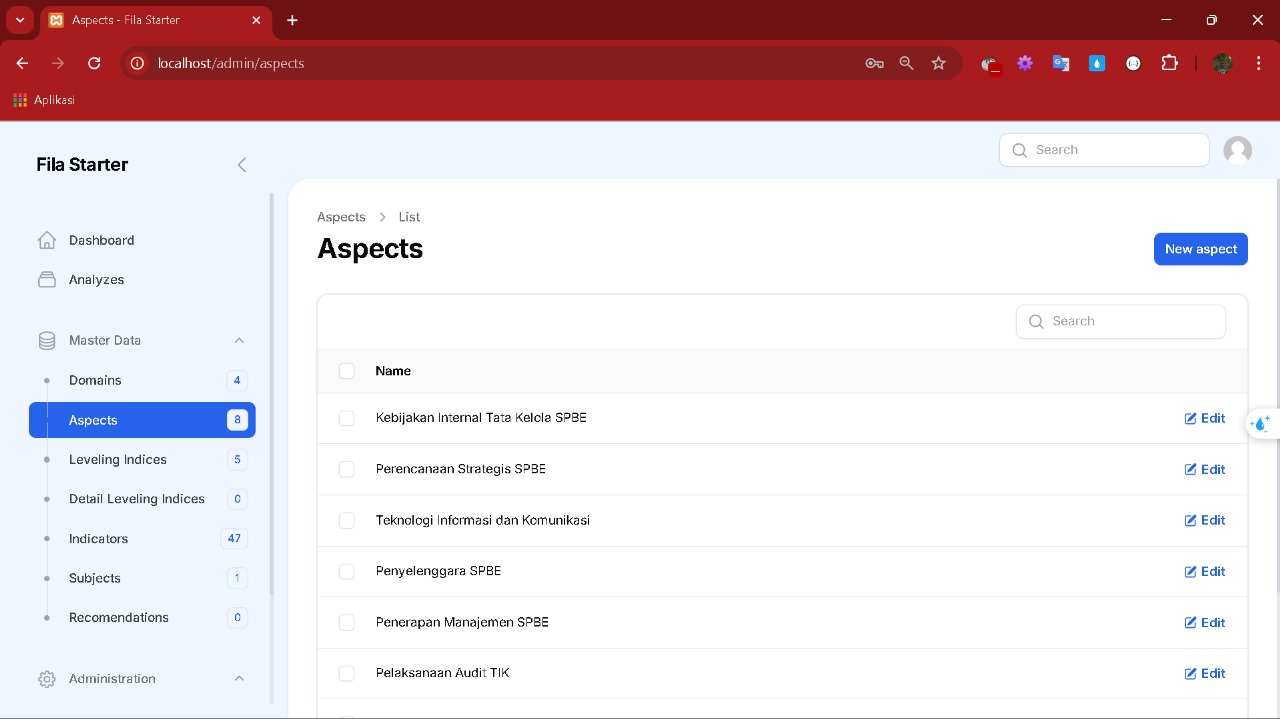 Aspects - Fila Starter
localhost/admin/aspects
Aplikasi
Fila Starter
Search
Dashboard
Analyzes
Master Data
Domains 4
Aspects 8
Leveling Indices 5
Detail Leveling Indices 0
Indicators 47
Subjects 1
Recomendations 0
Administration
Aspects > List
Aspects
New aspect
Search
Name
Kebijakan Internal Tata Kelola SPBE Edit
Perencanaan Strategis SPBE Edit
Teknologi Informasi dan Komunikasi Edit
Penyelenggara SPBE Edit
Penerapan Manajemen SPBE Edit
Pelaksanaan Audit TIK Edit